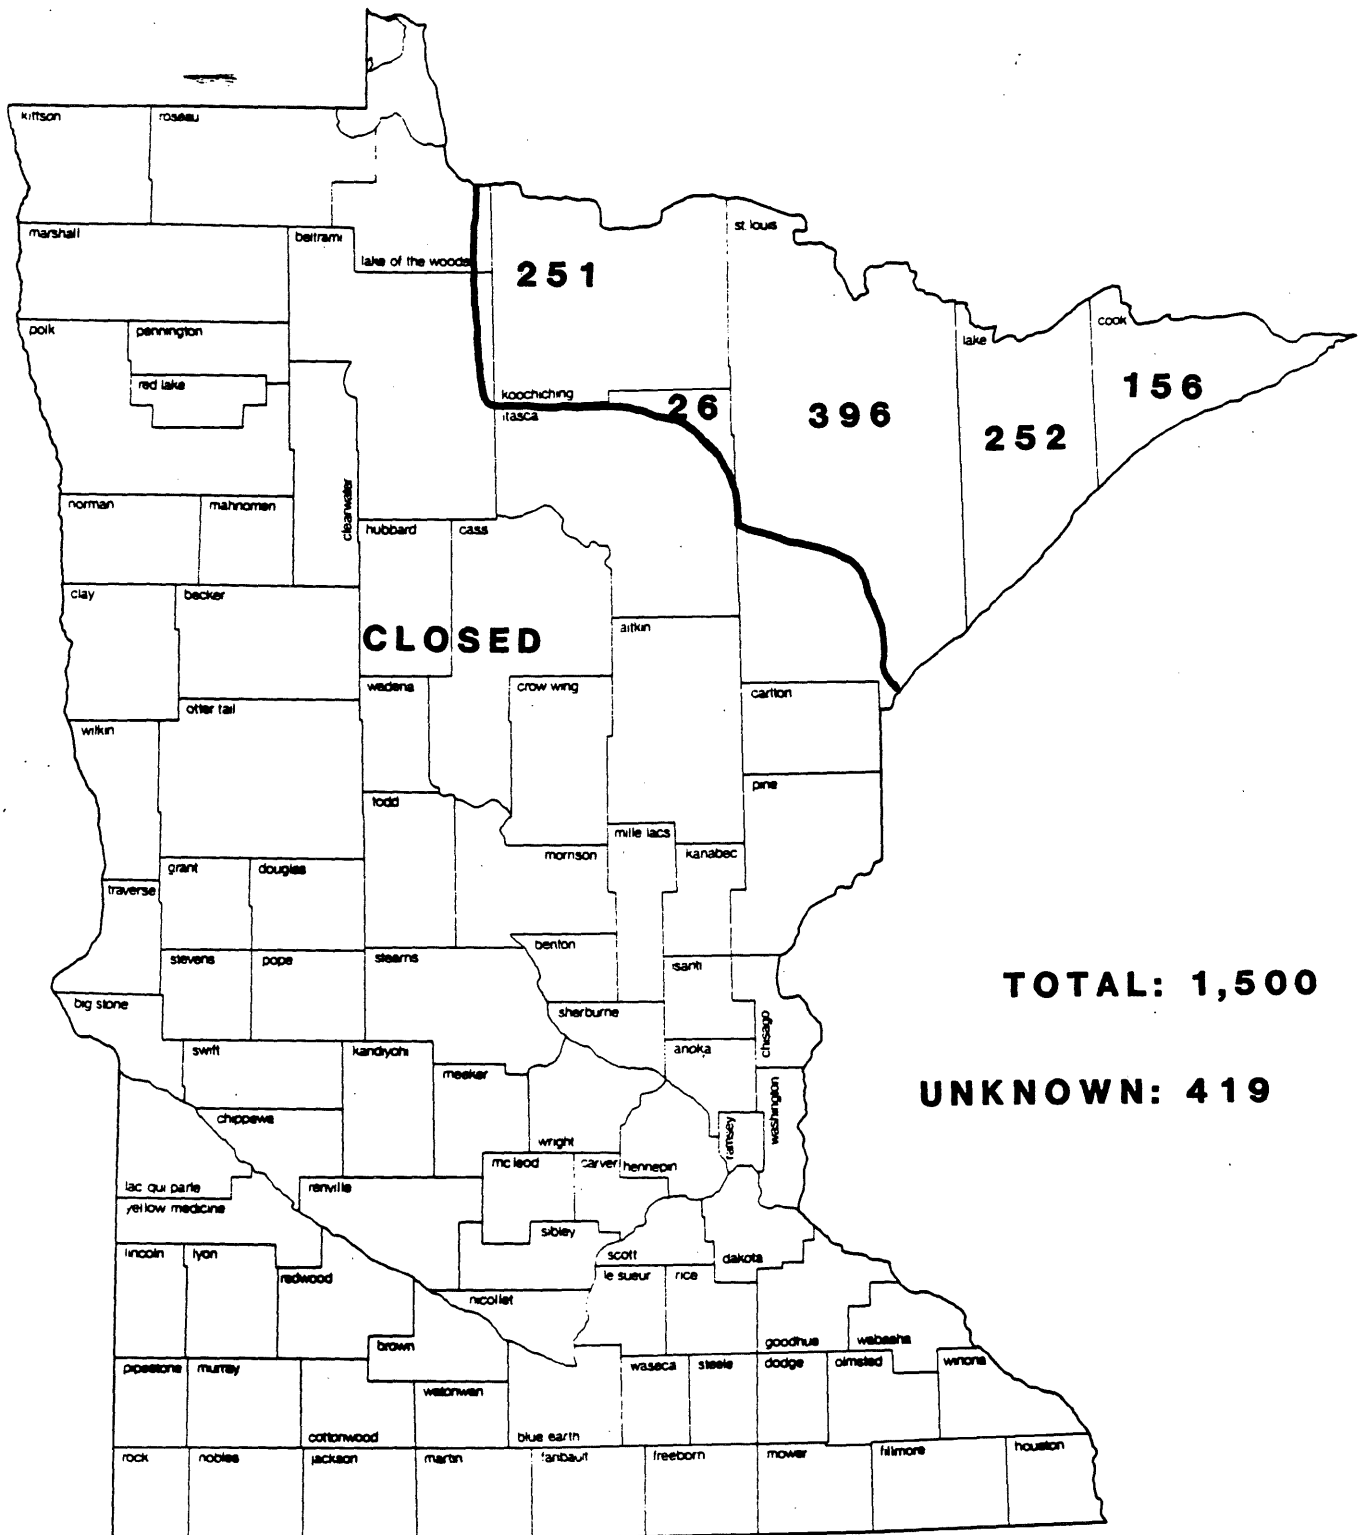 kittson
roseau
marshall
beltrami
lake of the woods
251
st. louis
polk
pennington
red lake
koochiching
itasca
26
396
lake
252
cook
156
norman
mahnomen
clearwater
hubbard
cass
clay
becker
CLOSED
aitkin
wadena
crow wing
carlton
otter tail
wilkin
todd
pine
mille lacs
morrison
kanabec
grant
douglas
traverse
stevens
pope
stearns
benton
isanti
TOTAL: 1,500
big stone
sherburne
chisago
swift
kandiyohi
anoka
meeker
UNKNOWN: 419
washington
chippewa
ramsey
wright
mc leod
carver
hennepin
lac qui parle
renville
yellow medicine
sibley
lincoln
lyon
scott
dakota
redwood
le sueur
rice
nicollet
brown
goodhue
wabasha
pipestone
murray
waseca
steele
dodge
olmsted
winona
watonwan
cottonwood
blue earth
rock
nobles
jackson
martin
faribault
freeborn
mower
fillmore
houston